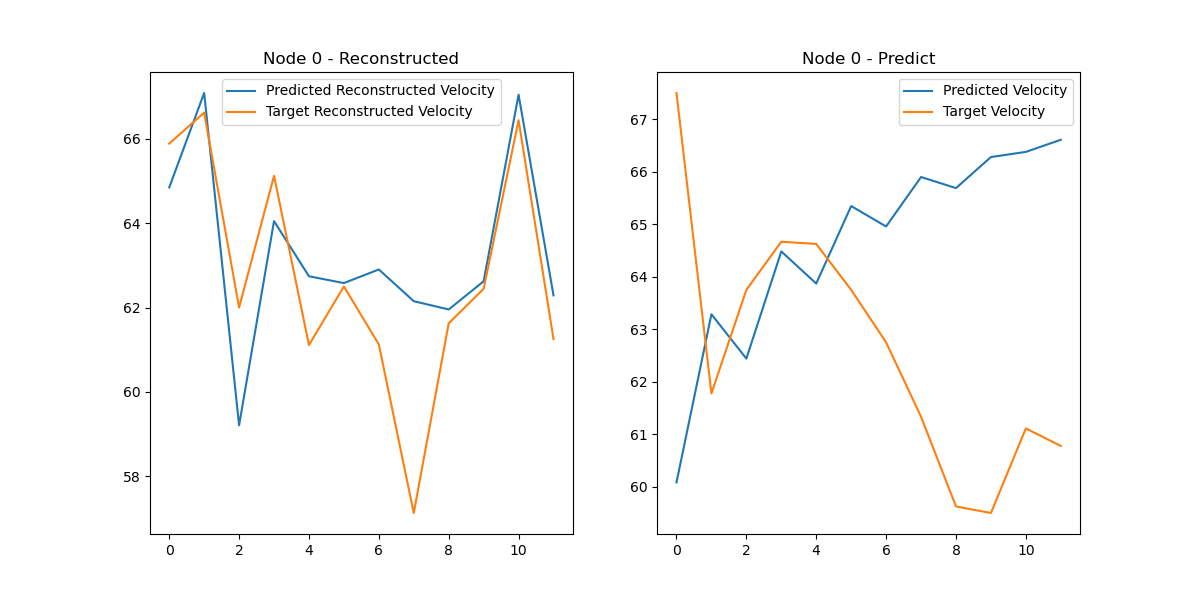 Node 0 - Reconstructed
Predicted Reconstructed Velocity
Target Reconstructed Velocity
66
64
62
60
58
0 2 4 6 8 10
Node 0 - Predict
Predicted Velocity
Target Velocity
67
66
65
64
63
62
61
60
0 2 4 6 8 10